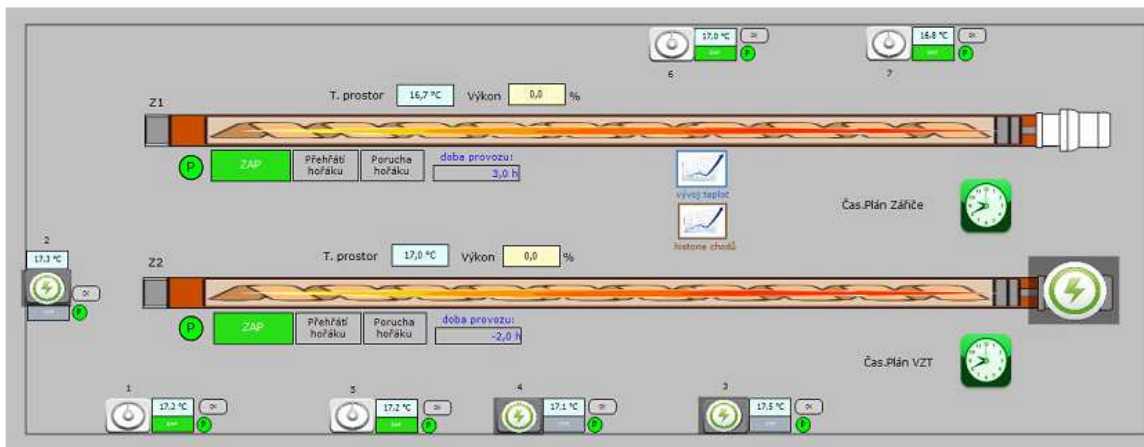 17,0 °C
16,8 °C
P
P
6
7
T. prostor 16,7 °C Výkon 0,0 %
Z1
P
ZAP
Přehřátí hořáku
Porucha hořáku
doba provozu:
3,0 h
vývoj teplot
historie chodů
Čas.Plán Zářiče
2
17,3 °C
P
T. prostor 17,0 °C Výkon 0,0 %
Z2
P
ZAP
Přehřátí hořáku
Porucha hořáku
doba provozu:
-2,0 h
Čas.Plán VZT
1
5
4
3
17,2 °C
17,2 °C
17,1 °C
17,5 °C
P
P
P
P